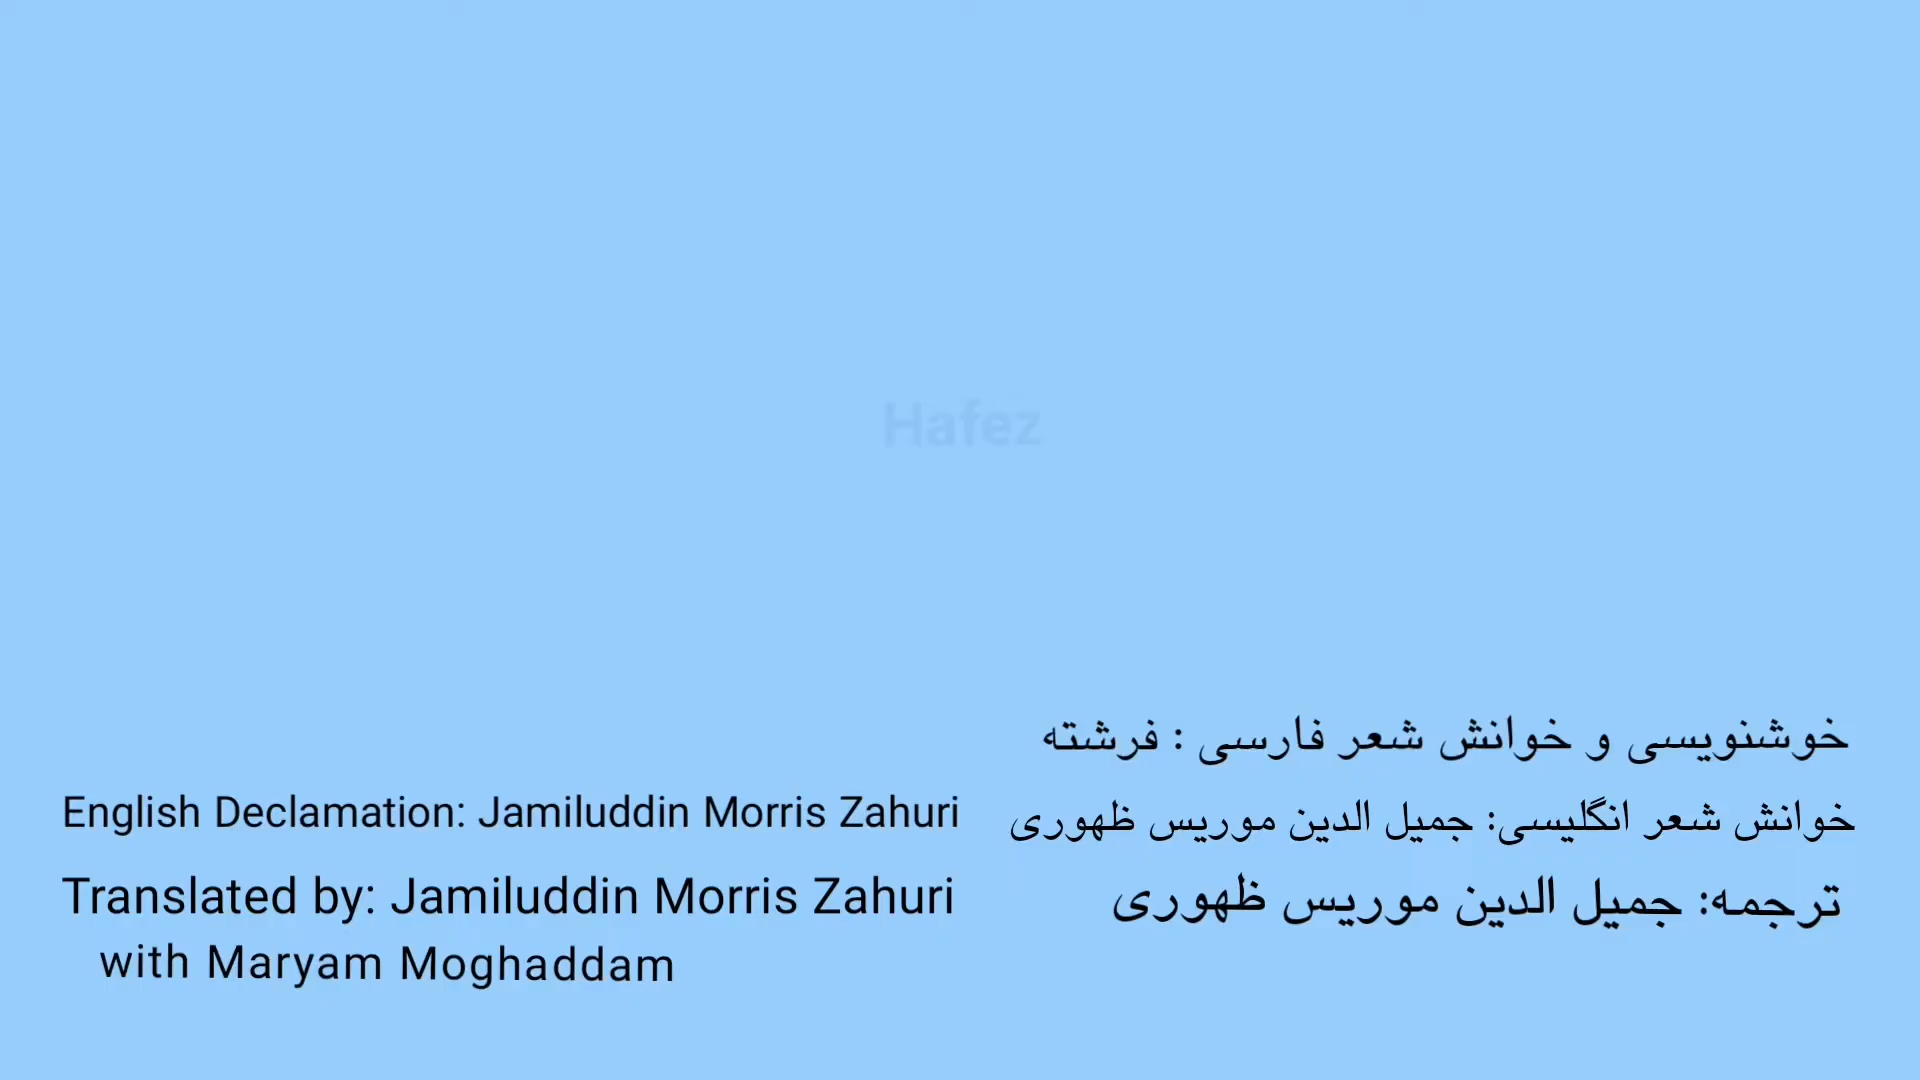 Hafez
خوشنویسی و خوانش شعر فارسی : فرشته
English Declamation: Jamiluddin Morris Zahuri
خوانش شعر انگلیسی: جمیل الدین موریس ظهوری
Translated by: Jamiluddin Morris Zahuri
ترجمه: جمیل الدین موریس ظهوری
with Maryam Moghaddam